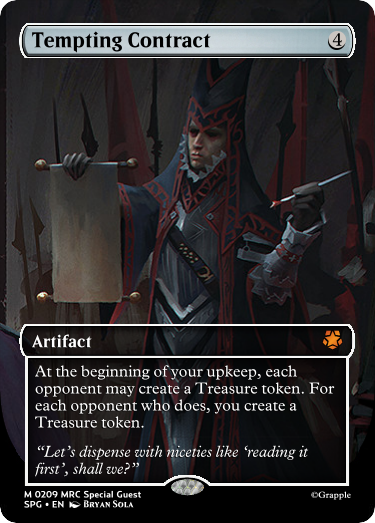 Tempting Contract 4
Artifact
At the beginning of your upkeep, each
opponent may create a Treasure token. For
each opponent who does, you create a
Treasure token.
“Let’s dispense with niceties like ‘reading it
first’, shall we?”
M 0209 MRC Special Guest
SPG • EN Bryan Sola
©Grapple